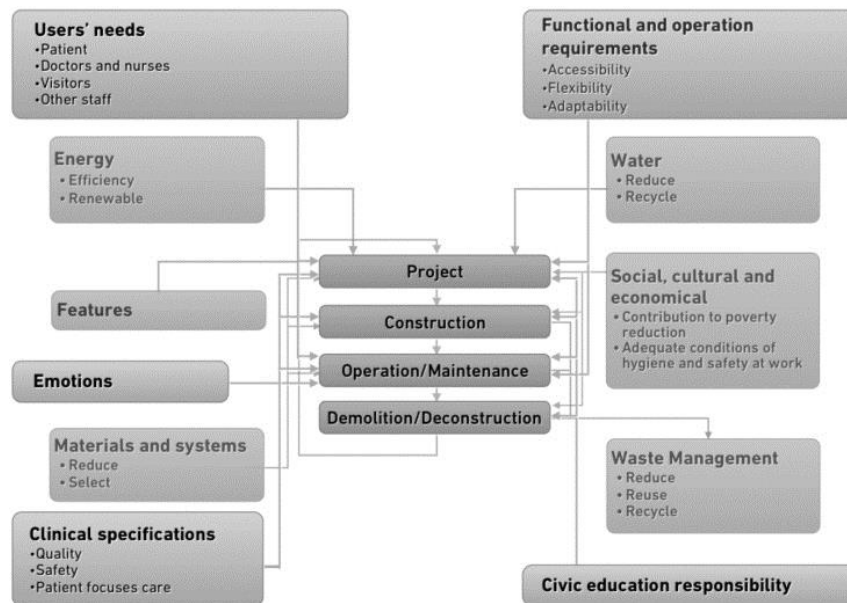 Users' needs
•Patient
•Doctors and nurses
•Visitors
•Other staff
Functional and operation
requirements
•Accessibility
•Flexibility
•Adaptability
Energy
• Efficiency
• Renewable
Water
• Reduce
• Recycle
Project
Features
Social, cultural and
economical
• Contribution to poverty
reduction
• Adequate conditions of
hygiene and safety at work
Construction
Emotions
Operation/Maintenance
Demolition/Deconstruction
Materials and systems
• Reduce
• Select
Waste Management
• Reduce
• Reuse
• Recycle
Clinical specifications
•Quality
•Safety
•Patient focuses care
Civic education responsibility